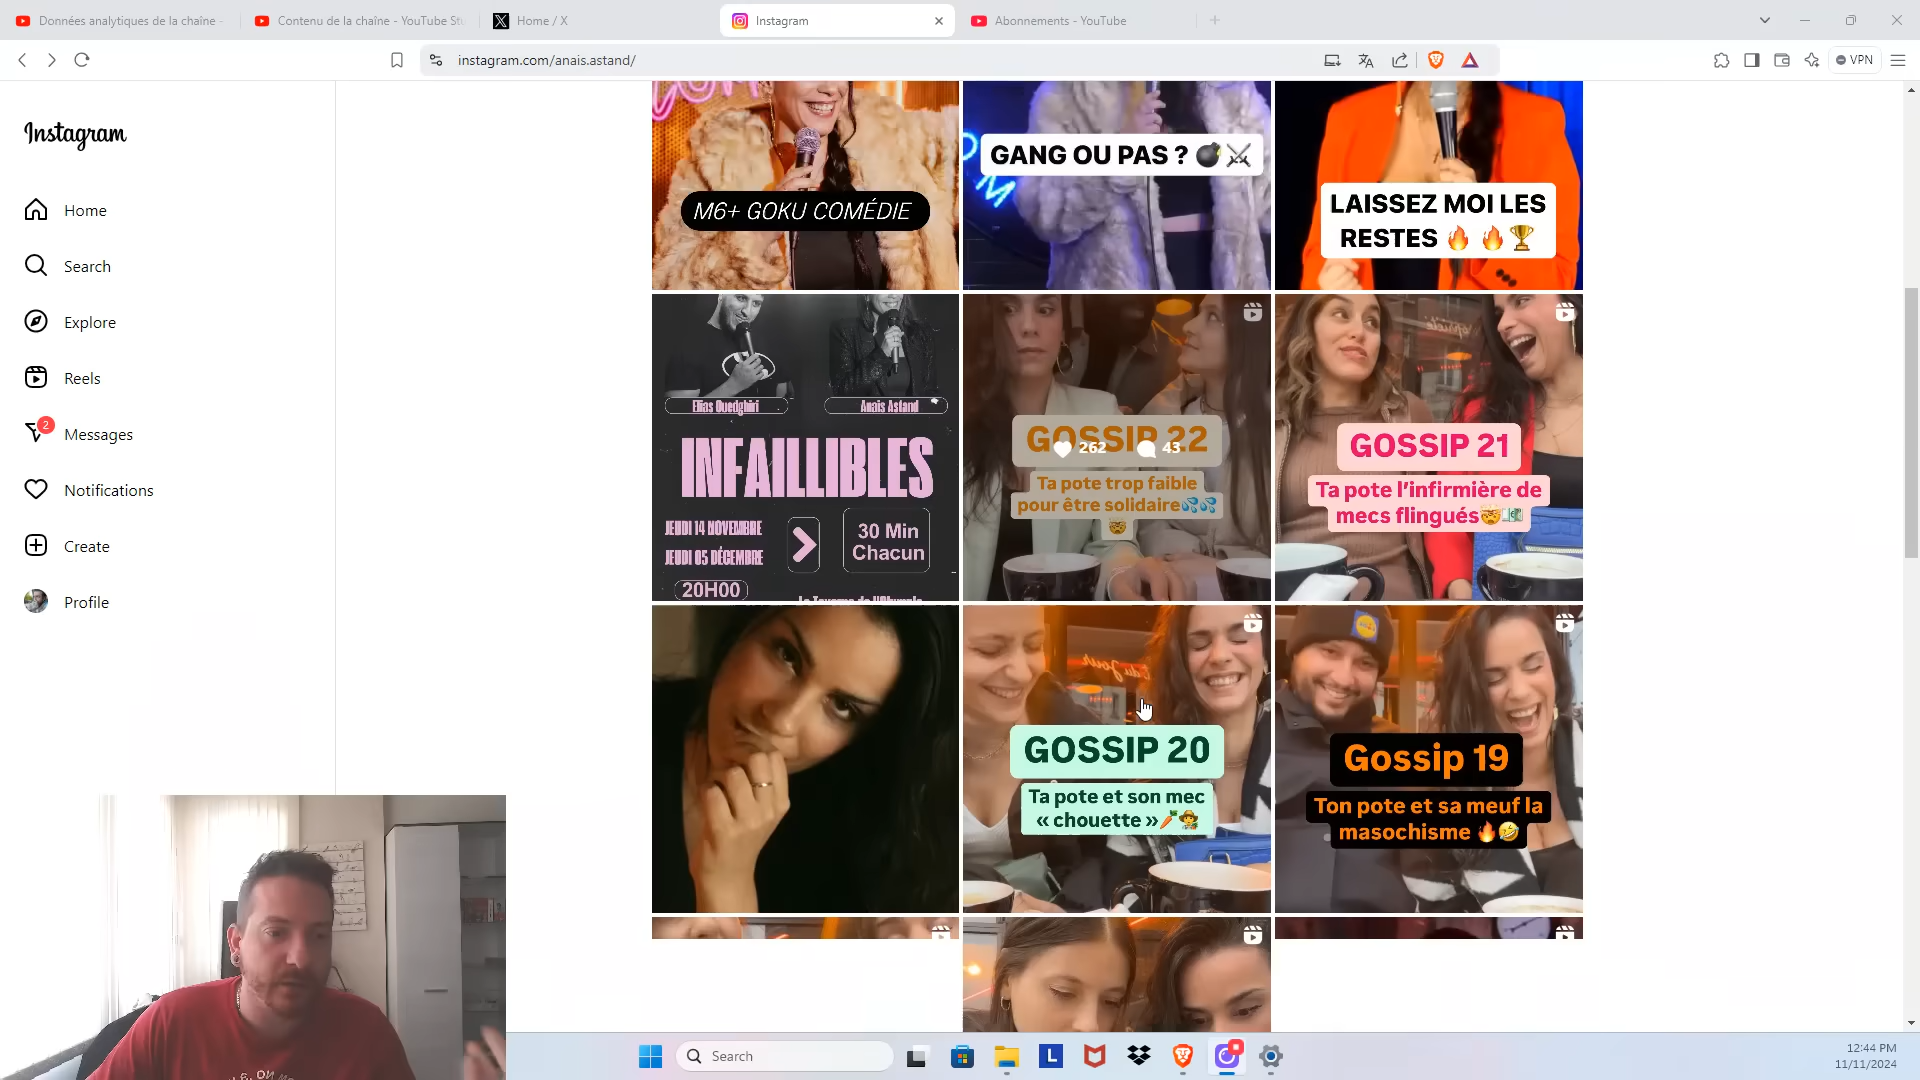 Données analytiques de la chaîne -
Contenu de la chaîne - YouTube Stu
Home / X
Instagram
Abonnements - YouTube
instagram.com/anais.astand/
VPN
Instagram
Home
Search
Explore
Reels
2
Messages
Notifications
Create
Profile
M6+ GOKU COMÉDIE
GANG OU PAS ? 💣⚔
LAISSEZ MOI LES
RESTES 🔥 🔥🏆
Elias Ouedghiri
Anais Astand
INFAILLIBLES
JEUDI 14 NOVEMBRE
JEUDI 05 DÉCEMBRE
30 Min
Chacun
20H00
GOSSIP 22
262
43
Ta pote trop faible
pour être solidaire💦💦
🤯
GOSSIP 21
Ta pote l'infirmière de
mecs flingués🤯💶
GOSSIP 20
Ta pote et son mec
« chouette »🥕🤠
Gossip 19
Ton pote et sa meuf la
masochisme 🔥🤣
Search
12:44 PM
11/11/2024